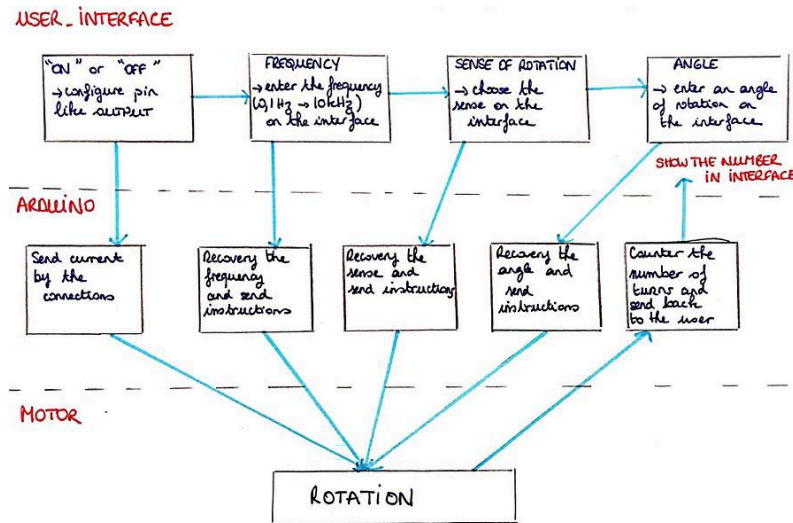 USER_INTERFACE
"ON" or "OFF"
→ configure pin
like OUTPUT
FREQUENCY
→ enter the frequency
(0,1Hz → 10kHz)
on the interface
SENSE OF ROTATION
→ choose the
sense on the
interface
ANGLE
→ enter an angle
of rotation on
the interface
SHOW THE NUMBER
IN INTERFACE
ARDUINO
Send current
by the
connections
Recovery the
frequency
and send
instructions
Recovery the
sense and
send instructions
Recovery the
angle and
send
instructions
Counter the
number of
turns and
send back
to the user
MOTOR
ROTATION